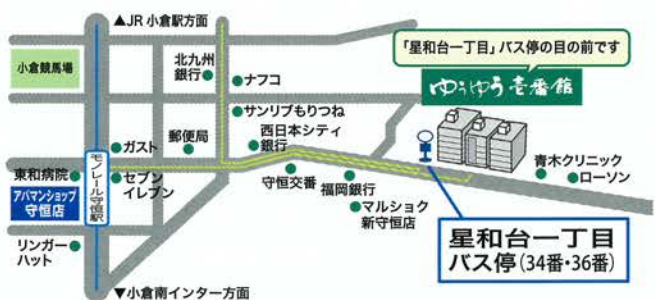 ▲JR 小倉駅方面
小倉競馬場
北九州
銀行
ナフコ
「星和台一丁目」バス停の目の前です
ゆうゆう壱番館
サンリブもりつね
西日本シティ
銀行
郵便局
ガスト
セブン
イレブン
モノレール守恒駅
東和病院
アパマンショップ
守恒店
守恒交番
福岡銀行
マルショク
新守恒店
青木クリニック
ローソン
リンガー
ハット
星和台一丁目
バス停(34番・36番)
▼小倉南インター方面